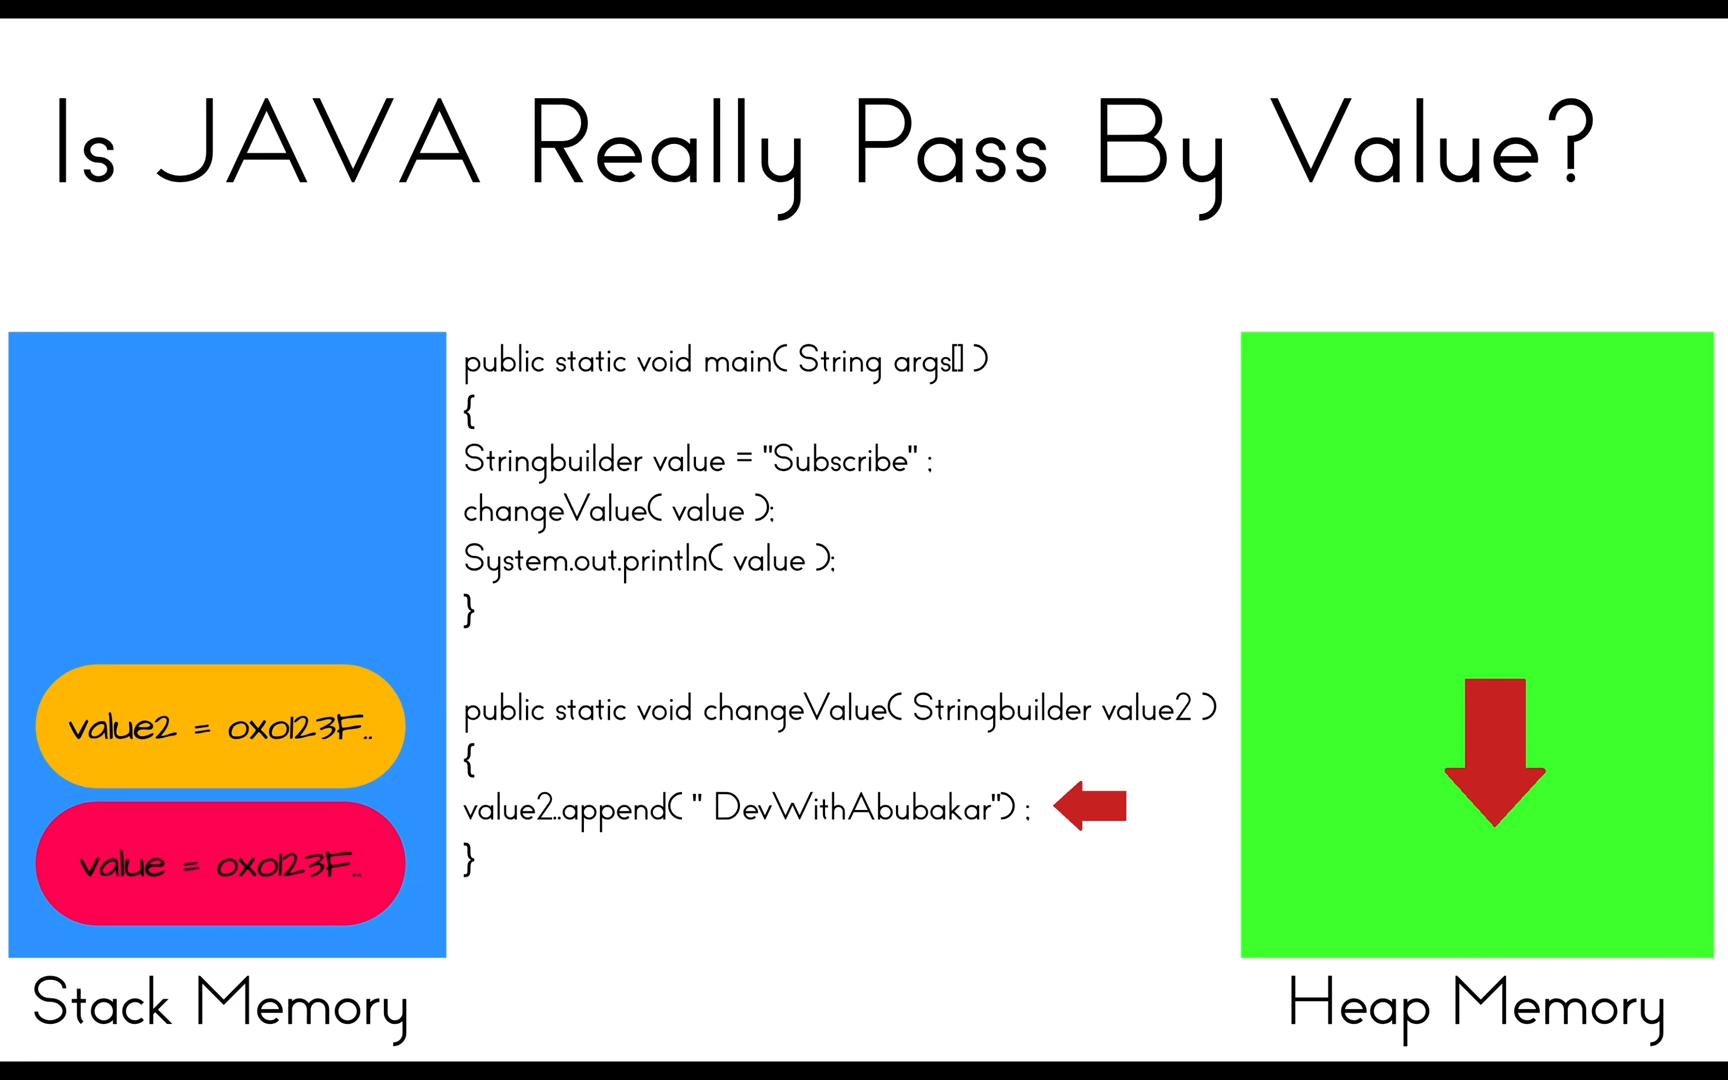 Is JAVA Really Pass By Value?
public static void main( String args[] )
{
Stringbuilder value = "Subscribe" ;
changeValue( value );
System.out.println( value );
}
public static void changeValue( Stringbuilder value2 )
{
value2..append( " DevWithAbubakar") ;
}
value2 = 0x0123F..
value = 0x0123F..
Stack Memory
Heap Memory